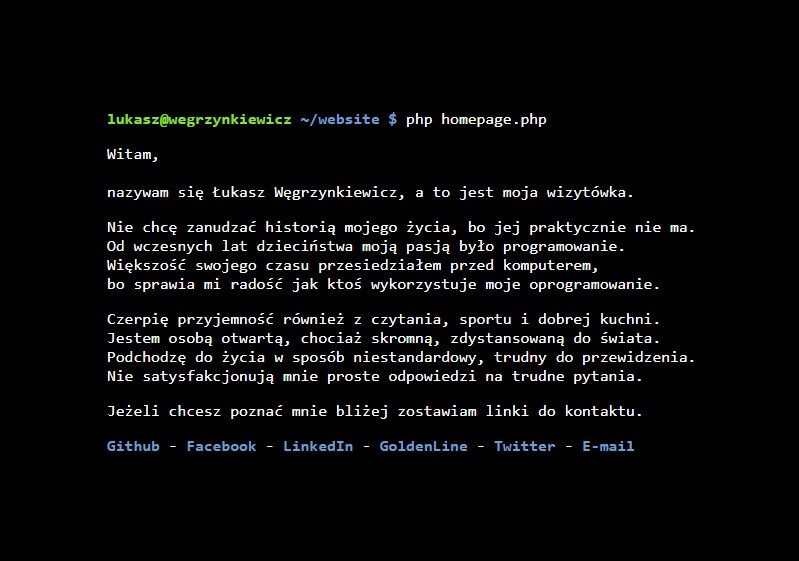 lukasz@wegrzynkiewicz ~/website $ php homepage.php
Witam,
nazywam się Łukasz Węgrzynkiewicz, a to jest moja wizytówka.
Nie chcę zanudzać historią mojego życia, bo jej praktycznie nie ma.
Od wczesnych lat dzieciństwa moją pasją było programowanie.
Większość swojego czasu przesiedziałem przed komputerem,
bo sprawia mi radość jak ktoś wykorzystuje moje oprogramowanie.
Czerpię przyjemność również z czytania, sportu i dobrej kuchni.
Jestem osobą otwartą, chociaż skromną, zdystansowaną do świata.
Podchodzę do życia w sposób niestandardowy, trudny do przewidzenia.
Nie satysfakcjonują mnie proste odpowiedzi na trudne pytania.
Jeżeli chcesz poznać mnie bliżej zostawiam linki do kontaktu.
Github - Facebook - LinkedIn - GoldenLine - Twitter - E-mail